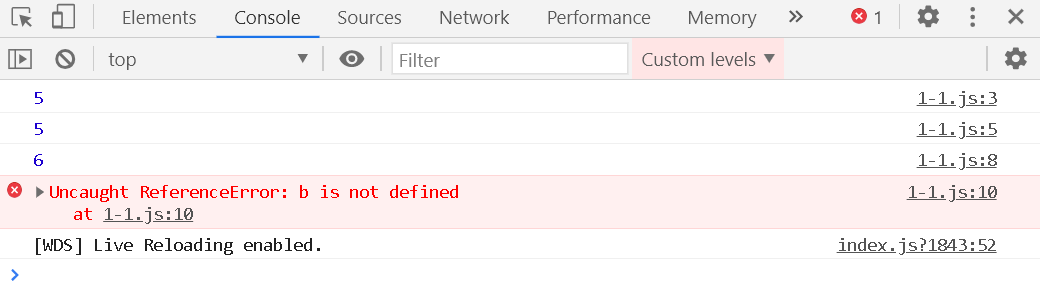 Elements Console Sources Network Performance Memory » 1
top Filter Custom levels
5 1-1.js:3
5 1-1.js:5
6 1-1.js:8
Uncaught ReferenceError: b is not defined 1-1.js:10
at 1-1.js:10
[WDS] Live Reloading enabled. index.js?1843:52